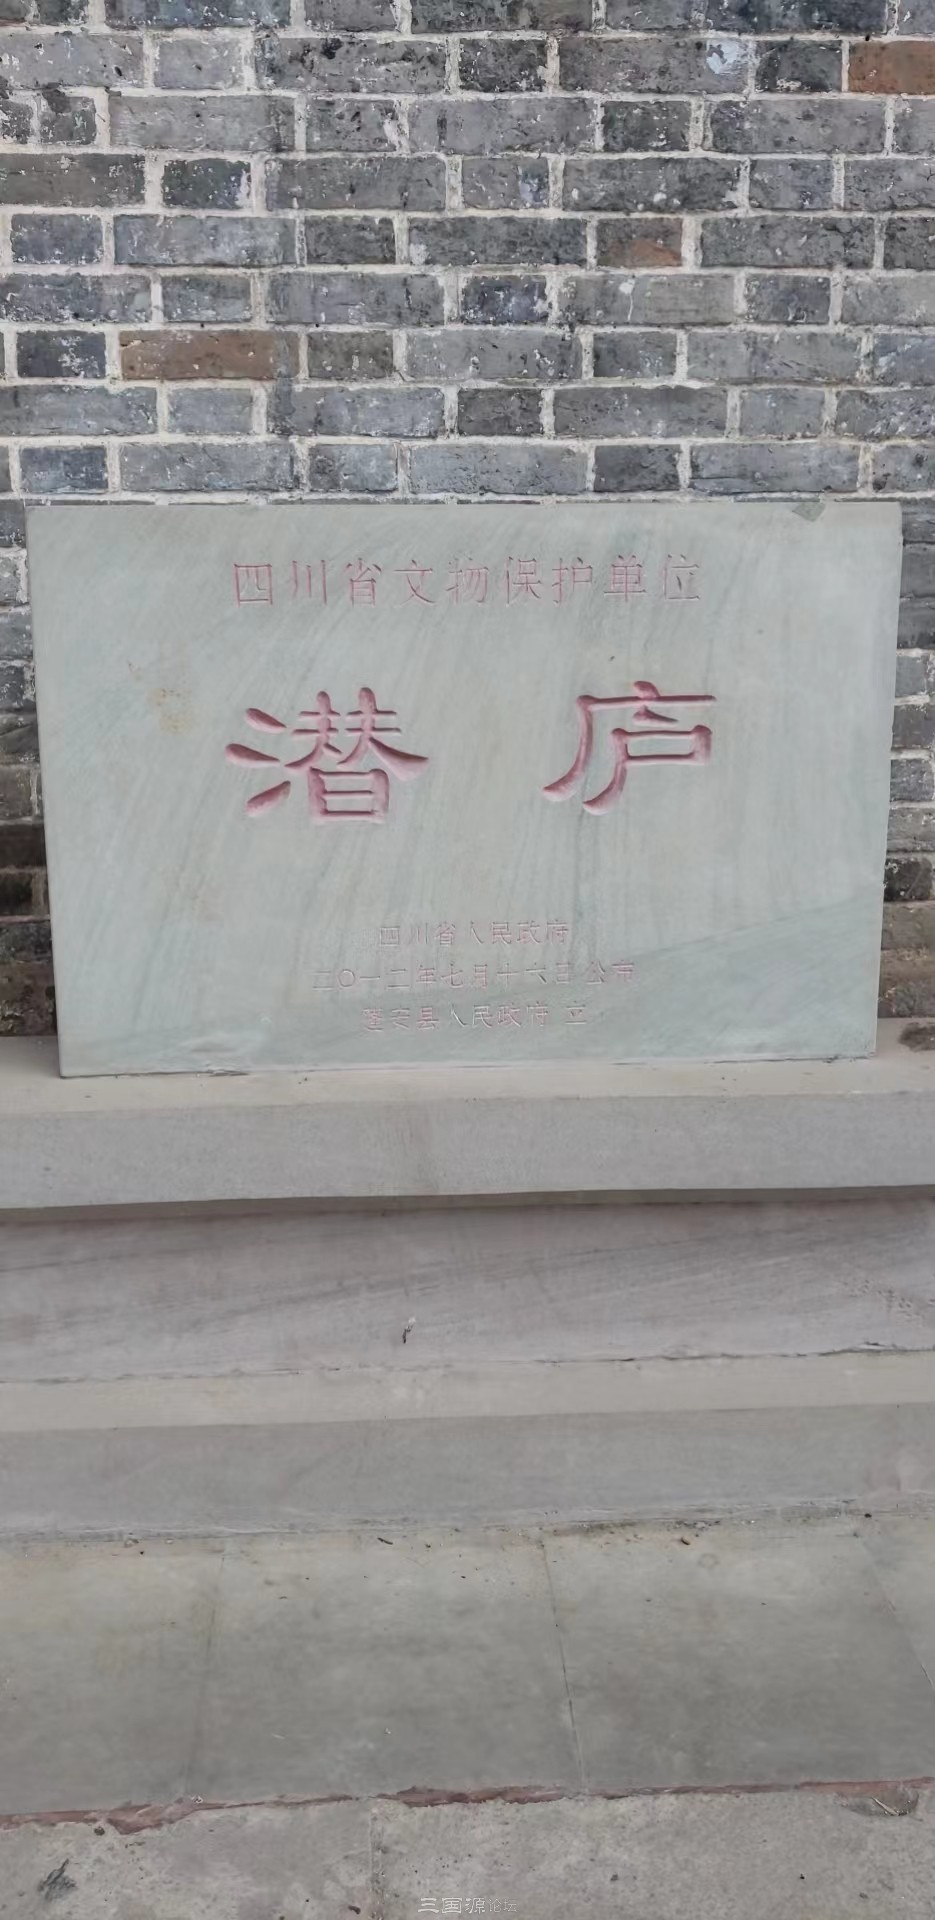 四川省文物保护单位
潜庐
四川省人民政府
二〇一二年七月十六日公布
蓬安县人民政府 立
三国源论坛